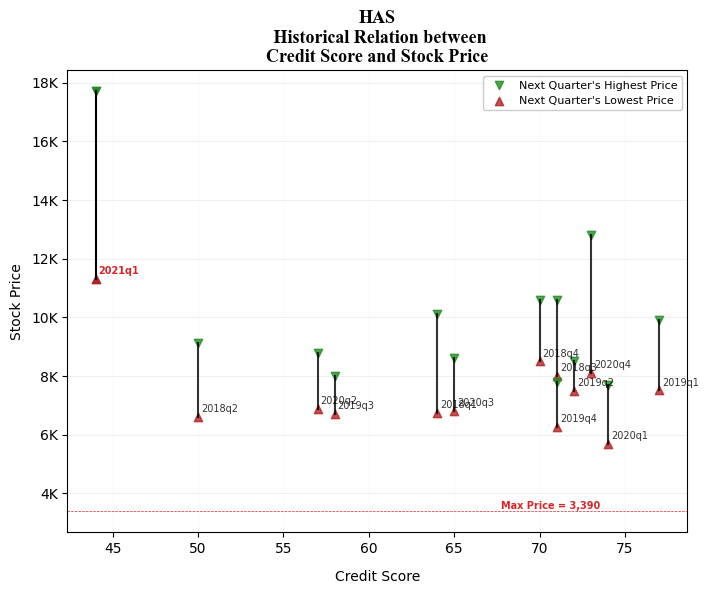 HAS
Historical Relation between
Credit Score and Stock Price
Next Quarter's Highest Price
Next Quarter's Lowest Price
18K
16K
14K
12K
10K
8K
6K
4K
Stock Price
2021q1
2018q2
2020q2
2019q3
2018q1
2020q3
2018q4
2018q3
2019q2
2020q4
2019q1
2019q4
2020q1
Max Price = 3,390
45
50
55
60
65
70
75
Credit Score